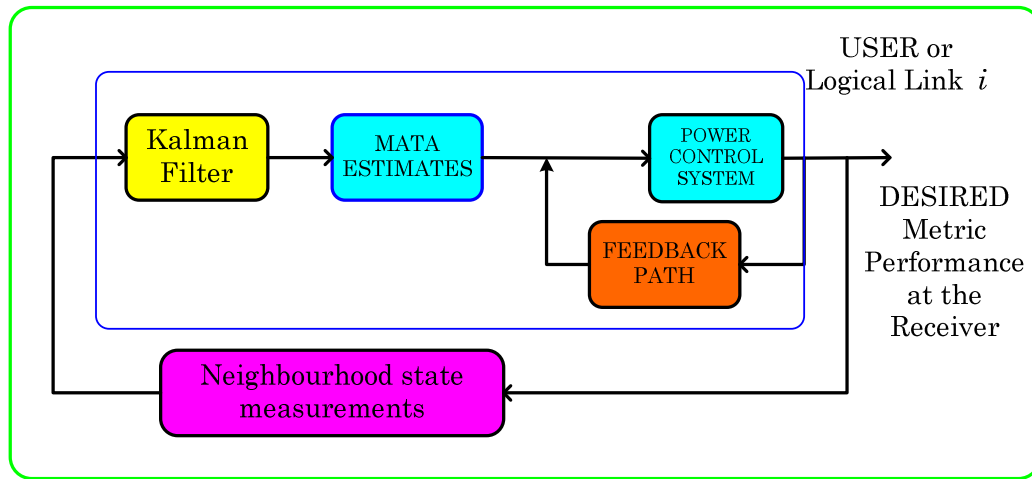 USER or
Logical Link i
Kalman
Filter
MATA
ESTIMATES
POWER
CONTROL
SYSTEM
FEEDBACK
PATH
DESIRED
Metric
Performance
at the
Receiver
Neighbourhood state
measurements